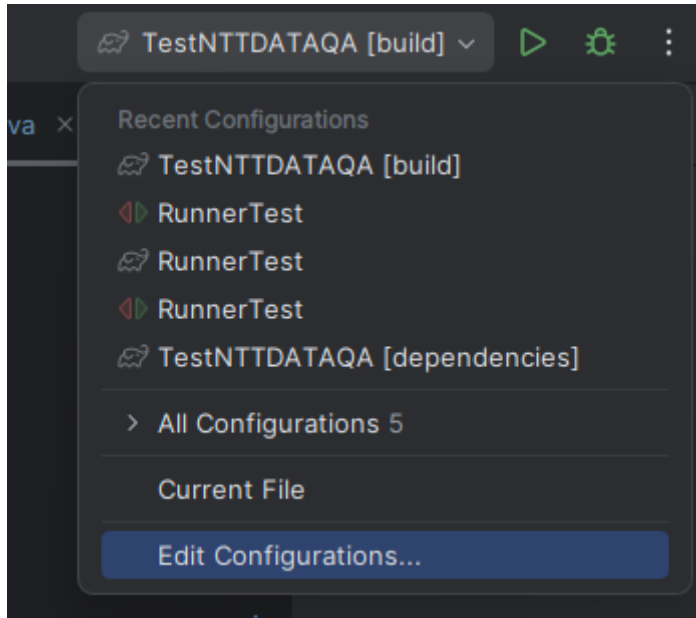 TestNTTDATAQA [build]
va
Recent Configurations
TestNTTDATAQA [build]
RunnerTest
RunnerTest
RunnerTest
TestNTTDATAQA [dependencies]
All Configurations 5
Current File
Edit Configurations...